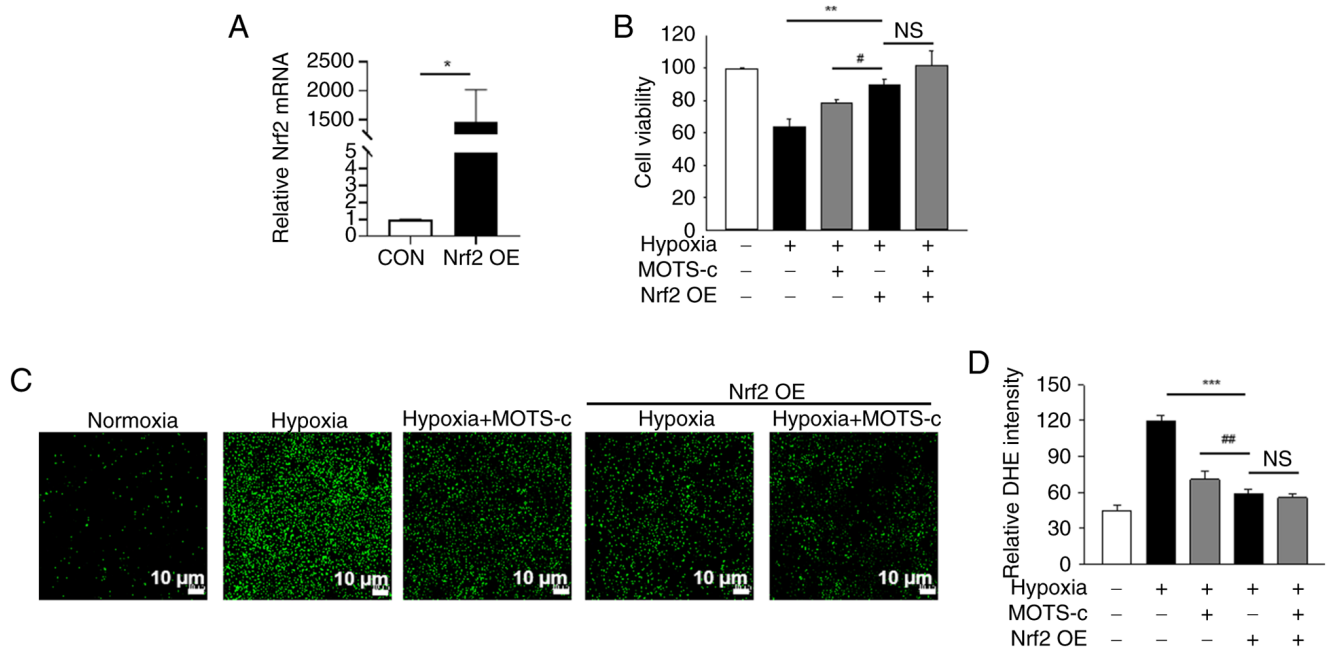 A
Relative Nrf2 mRNA
2500
2000
1500
5
4
3
2
1
0
*
CON Nrf2 OE
B
Cell viability
120
100
80
60
40
20
0
**
#
NS
Hypoxia – + + + +
MOTS-c – – + – +
Nrf2 OE – – – + +
C
Nrf2 OE
Normoxia Hypoxia Hypoxia+MOTS-c Hypoxia Hypoxia+MOTS-c
10 µm 10 µm 10 µm 10 µm 10 µm
D
Relative DHE intensity
150
120
90
60
30
0
***
##
NS
Hypoxia – + + + +
MOTS-c – – + – +
Nrf2 OE – – – + +